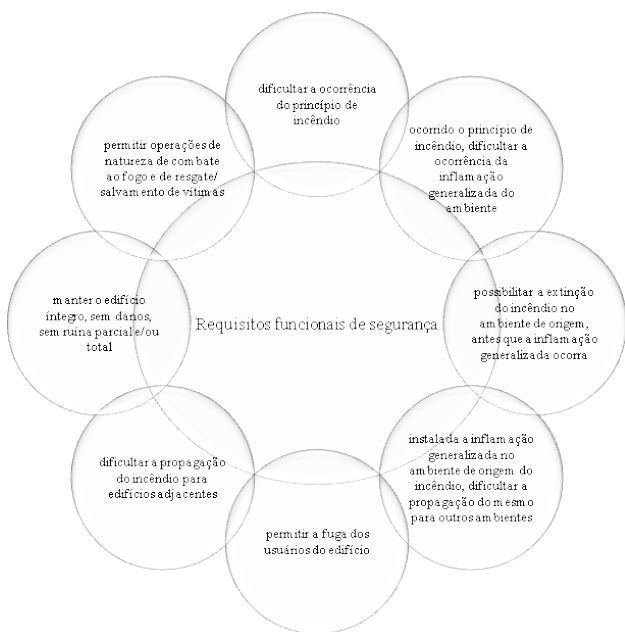 dificultar a ocorrência
do princípio de
incêndio
ocorrido o princípio de
incêndio, dificultar a
ocorrência da
inflamação
generalizada do
ambiente
possibilitar a extinção
do incêndio no
ambiente de origem,
antes que a inflamação
generalizada ocorra
instalada a inflamação
generalizada no
ambiente de origem do
incêndio, dificultar a
propagação do mesmo
para outros ambientes
permitir a fuga dos
usuários do edifício
dificultar a propagação
do incêndio para
edifícios adjacentes
manter o edifício
íntegro, sem danos,
sem ruína parcial e/ou
total
permitir operações de
natureza de combate
ao fogo e de resgate/
salvamento de vítimas
Requisitos funcionais de segurança